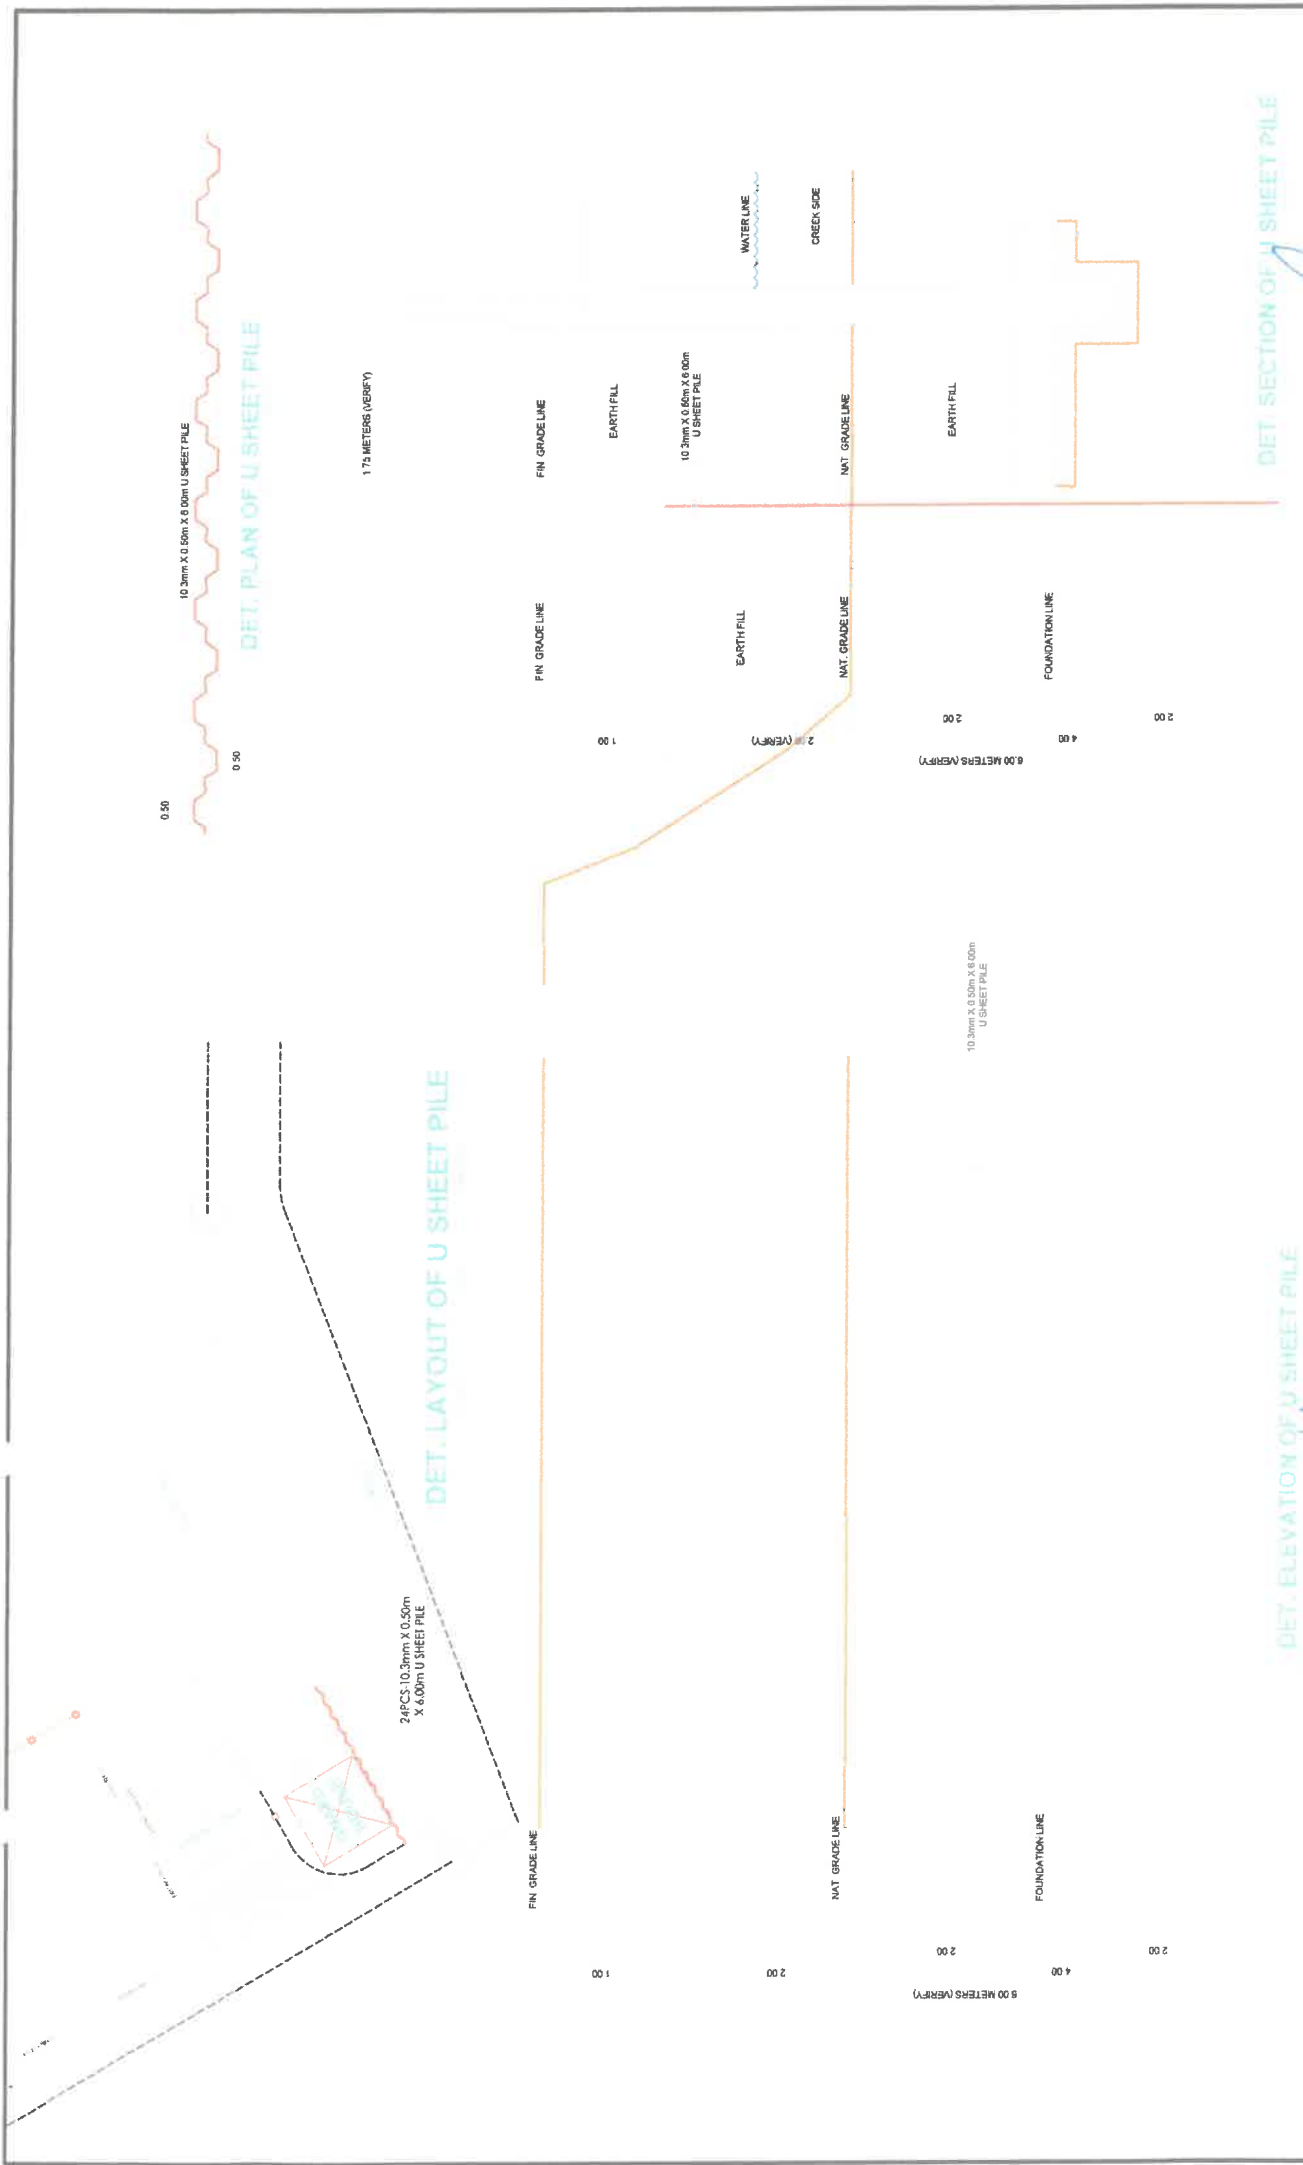 10.3mm X 0.50m X 6.00m U SHEET PILE
0.50
0.50
DET. PLAN OF U SHEET PILE
24PCS-10.3mm X 0.50m
X 6.00m U SHEET PILE
DET. LAYOUT OF U SHEET PILE
1.75 METERS (VERIFY)
FIN GRADE LINE
FIN GRADE LINE
EARTH FILL
10.3mm X 0.50m X 6.00m
U SHEET PILE
WATER LINE
CREEK SIDE
EARTH FILL
NAT. GRADE LINE
NAT GRADE LINE
EARTH FILL
FOUNDATION LINE
1.00
2.00 (VERIFY)
2.00
6.00 METERS (VERIFY)
4.00
2.00
DET. SECTION OF U SHEET PILE
FIN GRADE LINE
NAT GRADE LINE
FOUNDATION LINE
10.3mm X 0.50m X 6.00m
U SHEET PILE
1.00
2.00
2.00
6.00 METERS (VERIFY)
4.00
2.00
DET. ELEVATION OF U SHEET PILE